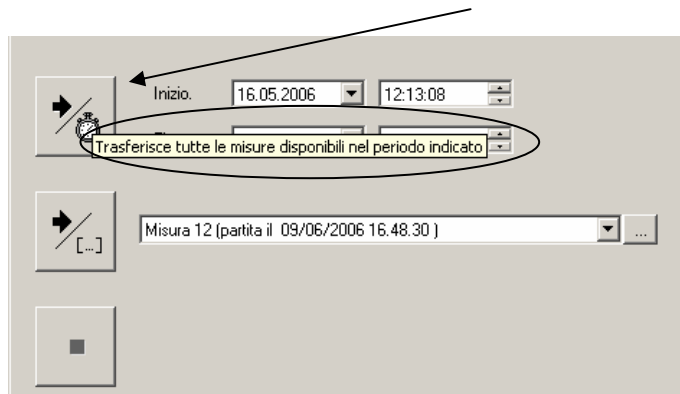 Inizio. 16.05.2006 12:13:08
Trasferisce tutte le misure disponibili nel periodo indicato
[...] Misura 12 (partita il 09/06/2006 16.48.30 ) ...